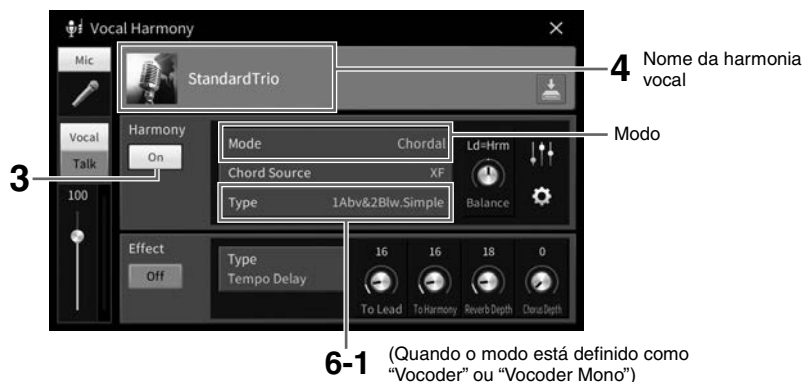 Vocal Harmony
Mic
StandardTrio
4 Nome da harmonia
vocal
Vocal
Talk
Harmony
On
Mode Chordal
Modo
Chord Source XF
Type 1Abv&2Blw.Simple
Ld=Hrm
Balance
3
100
Effect
Off
Type
Tempo Delay
16 16 18 0
To Lead To Harmony Reverb Depth Chorus Depth
6-1 (Quando o modo está definido como
“Vocoder” ou “Vocoder Mono”)